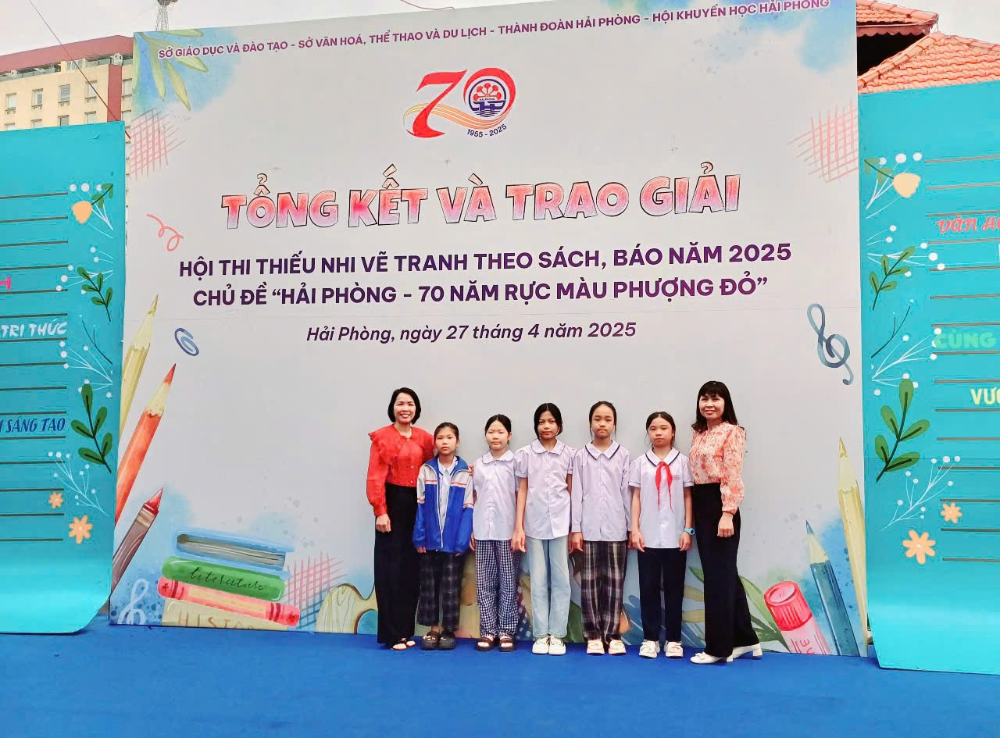 SỞ GIÁO DỤC VÀ ĐÀO TẠO - SỞ VĂN HOÁ, THỂ THAO VÀ DU LỊCH - THÀNH ĐOÀN HẢI PHÒNG - HỘI KHUYẾN HỌC HẢI PHÒNG
70
HẢI PHÒNG
1955 - 2025
TỔNG KẾT VÀ TRAO GIẢI
HỘI THI THIẾU NHI VẼ TRANH THEO SÁCH, BÁO NĂM 2025
CHỦ ĐỀ “HẢI PHÒNG - 70 NĂM RỰC MÀU PHƯỢNG ĐỎ”
Hải Phòng, ngày 27 tháng 4 năm 2025
TRI THỨC
SÁNG TẠO
VĂN
CÙNG
literature